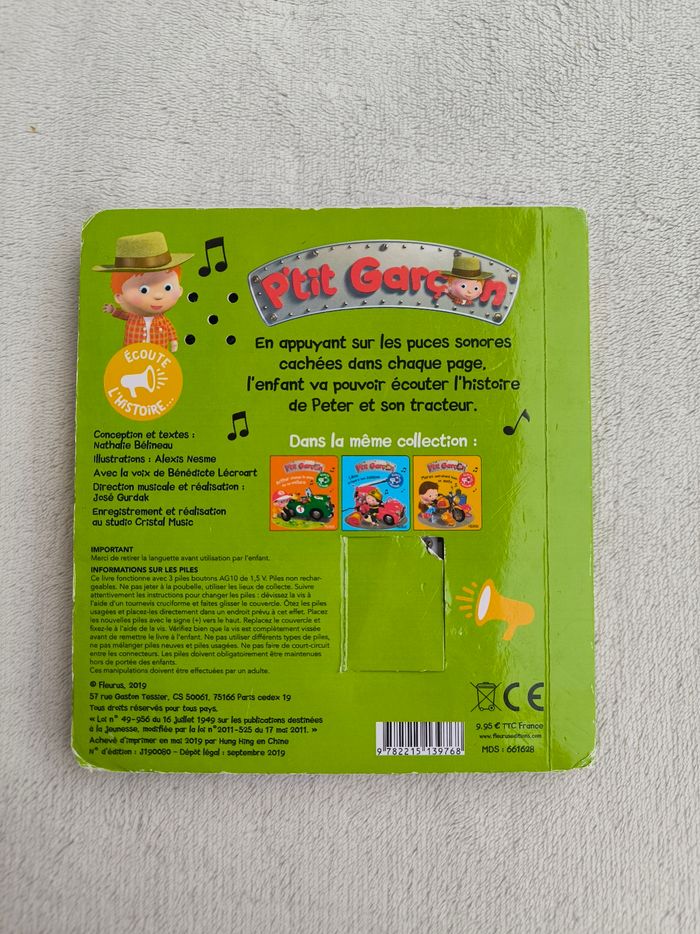 P'tit Garçon
En appuyant sur les puces sonores
cachées dans chaque page,
l'enfant va pouvoir écouter l'histoire
de Peter et son tracteur.
ÉCOUTE
L'HISTOIRE...
Conception et textes :
Nathalie Bélineau
Illustrations : Alexis Nesme
Avec la voix de Bénédicte Lécroart
Direction musicale et réalisation :
José Gurdak
Enregistrement et réalisation
au studio Cristal Music
Dans la même collection :
P'tit Garçon
P'tit Garçon
P'tit Garçon
IMPORTANT
Merci de retirer la languette avant utilisation par l'enfant.
INFORMATIONS SUR LES PILES
Ce livre fonctionne avec 3 piles boutons AG10 de 1,5 V. Piles non rechar-
geables. Ne pas jeter à la poubelle, utiliser les lieux de collecte. Suivre
attentivement les instructions pour changer les piles : dévissez la vis à
l'aide d'un tournevis cruciforme et faites glisser le couvercle. Ôtez les piles
usagées et placez-les directement dans un endroit prévu à cet effet. Placez
les nouvelles piles avec le signe (+) vers le haut. Replacez le couvercle et
fixez-le à l'aide de la vis. Vérifiez bien que la vis est complètement vissée
avant de remettre le livre à l'enfant. Ne pas utiliser différents types de piles,
ne pas mélanger piles neuves et piles usagées. Ne pas faire de court-circuit
entre les connecteurs. Les piles doivent obligatoirement être maintenues
hors de portée des enfants.
Ces manipulations doivent être effectuées par un adulte.
© Fleurus, 2019
57 rue Gaston Tessier, CS 50061, 75166 Paris cedex 19
Tous droits réservés pour tous pays.
« Loi n° 49-956 du 16 juillet 1949 sur les publications destinées
à la jeunesse, modifiée par la loi n°2011-525 du 17 mai 2011. »
Achevé d'imprimer en mai 2019 par Hung Hing en Chine
N° d'édition : J190080 - Dépôt légal : septembre 2019
9 782215 139768
CE
9,95 € TTC France
www.fleuruseditions.com
MDS : 661628